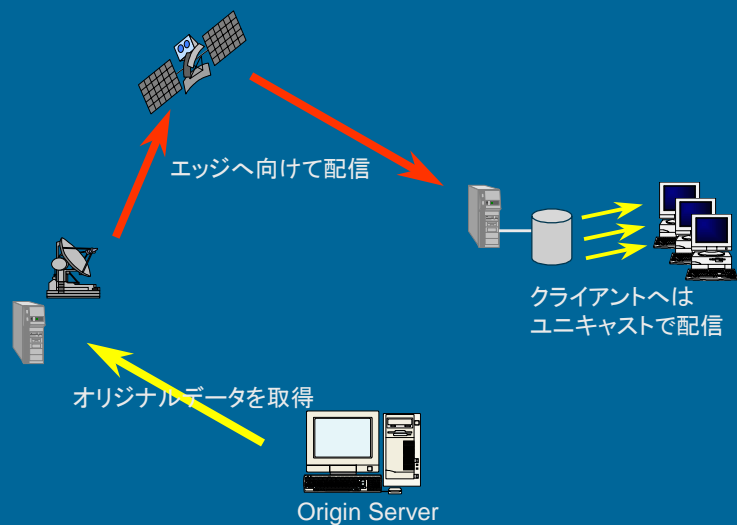 エッジへ向けて配信
クライアントへは
ユニキャストで配信
オリジナルデータを取得
Origin Server